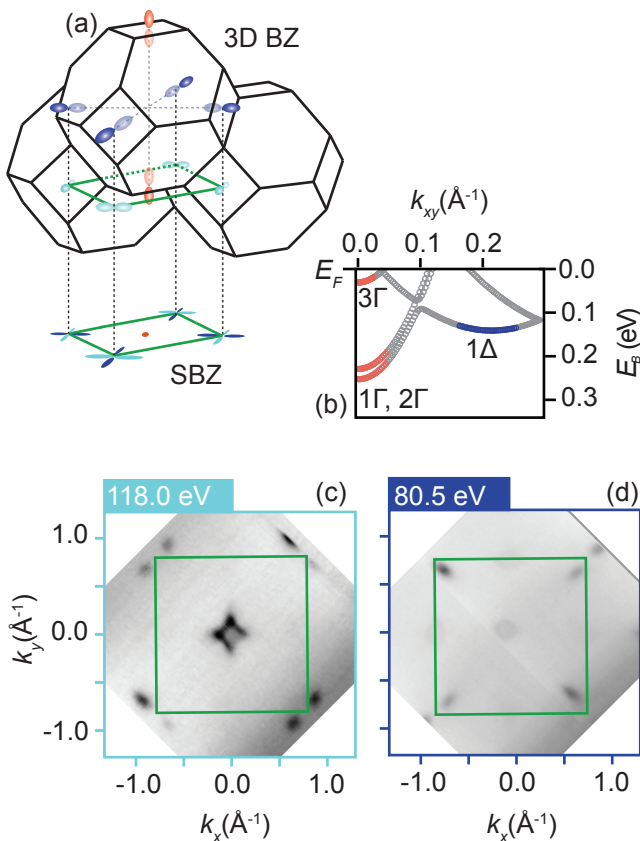 (a)
3D BZ
SBZ
k_xy(Å⁻¹)
0.0 0.1 0.2
E_F
0.0
0.1
0.2
0.3
E_B (eV)
3Γ
1Δ
1Γ, 2Γ
(b)
118.0 eV
(c)
1.0
0.0
-1.0
k_y(Å⁻¹)
-1.0 0.0 1.0
k_x(Å⁻¹)
80.5 eV
(d)
-1.0 0.0 1.0
k_x(Å⁻¹)